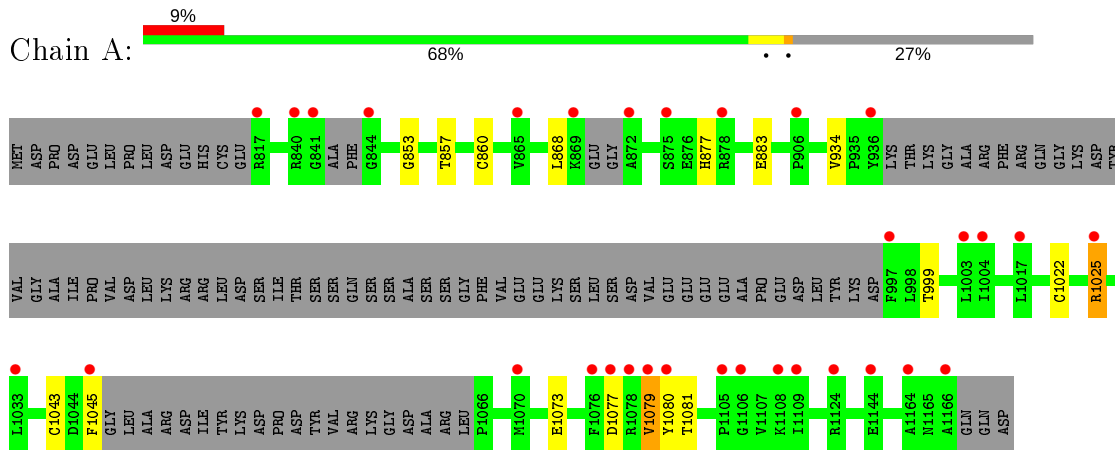 9%
Chain A:
68% • • 27%
MET ASP PRO ASP GLU LEU PRO LEU ASP GLU HIS CYS GLU R817 R840 G841 ALA PHE G844 G853 T857 C860 V865 L868 K869 GLU GLY A872 S875 E876 H877 R878 E883 P906 V934 P935 Y936 LYS THR LYS GLY ALA ARG PHE ARG GLN GLY LYS ASP TYR
VAL GLY ALA ILE PRO VAL ASP LEU LYS ARG ARG LEU ASP SER ILE THR SER SER GLN SER SER ALA SER SER GLY PHE VAL GLU GLU LYS SER LEU SER ASP VAL GLU GLU GLU GLU ALA PRO GLU ASP LEU TYR LYS ASP F997 L998 T999 L1003 I1004 L1017 C1022 R1025
L1033 C1043 D1044 F1045 GLY LEU ALA ARG ASP ILE TYR LYS ASP PRO ASP TYR VAL ARG LYS GLY ASP ALA ARG LEU P1066 M1070 E1073 F1076 D1077 R1078 V1079 Y1080 T1081 P1105 G1106 V1107 K1108 I1109 R1124 E1144 A1164 N1165 A1166 GLN GLN ASP